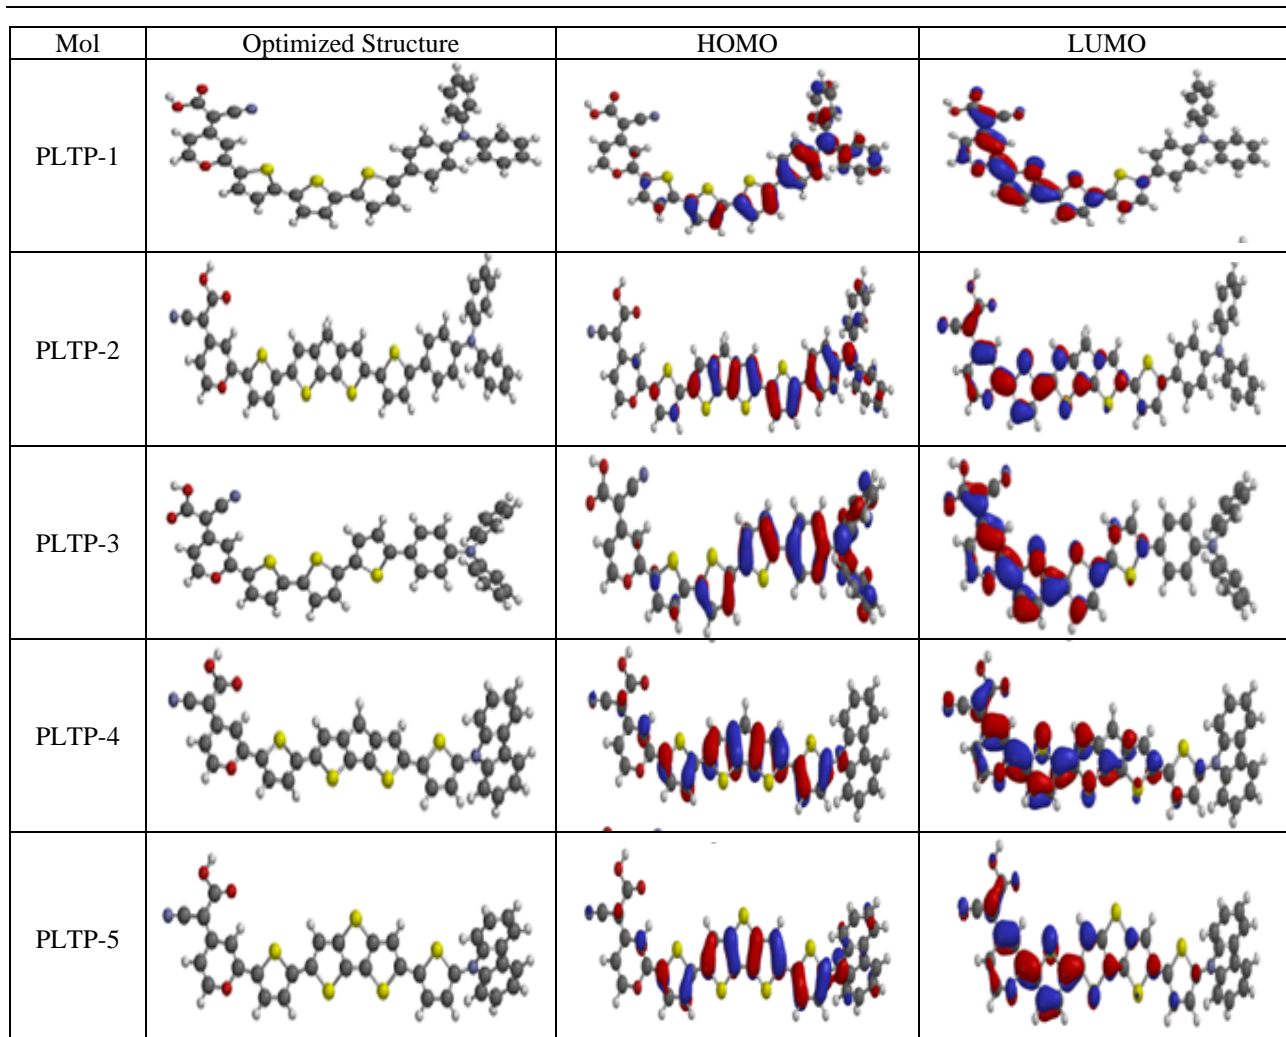 Mol Optimized Structure HOMO LUMO
PLTP-1
PLTP-2
PLTP-3
PLTP-4
PLTP-5